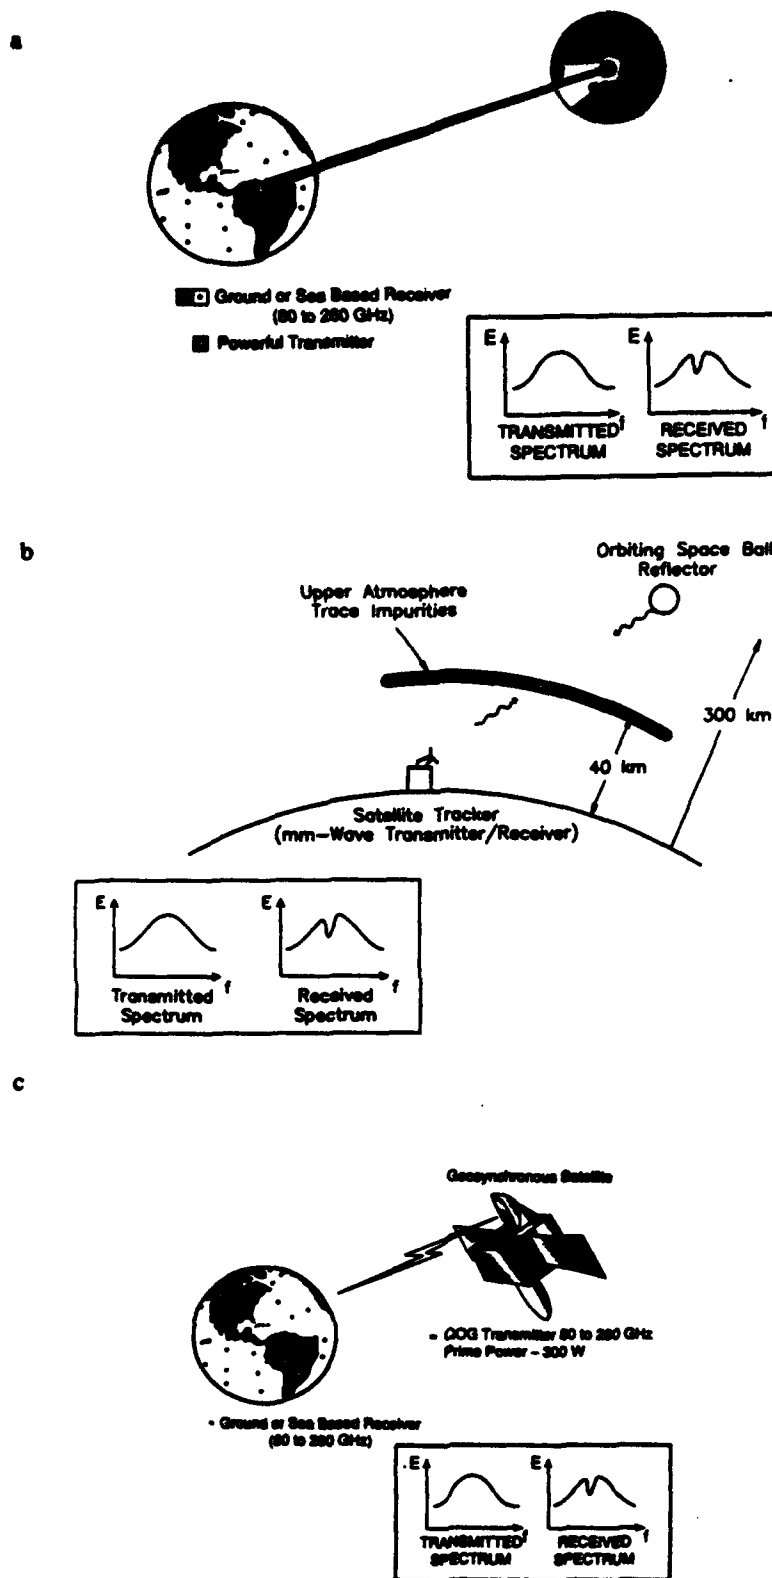 a
Ground or Sea Based Receiver
(80 to 260 GHz)
Powerful Transmitter
E
f
TRANSMITTED
SPECTRUM
E
f
RECEIVED
SPECTRUM
b
Orbiting Space Ball
Reflector
Upper Atmosphere
Trace Impurities
300 km
40 km
Satellite Tracker
(mm-Wave Transmitter/Receiver)
E
f
Transmitted
Spectrum
E
f
Received
Spectrum
c
Geosynchronous Satellite
Transmitter 80 to 260 GHz
Prime Power - 300 W
- Ground or Sea Based Receiver
(80 to 260 GHz)
E
f
TRANSMITTED
SPECTRUM
E
f
RECEIVED
SPECTRUM